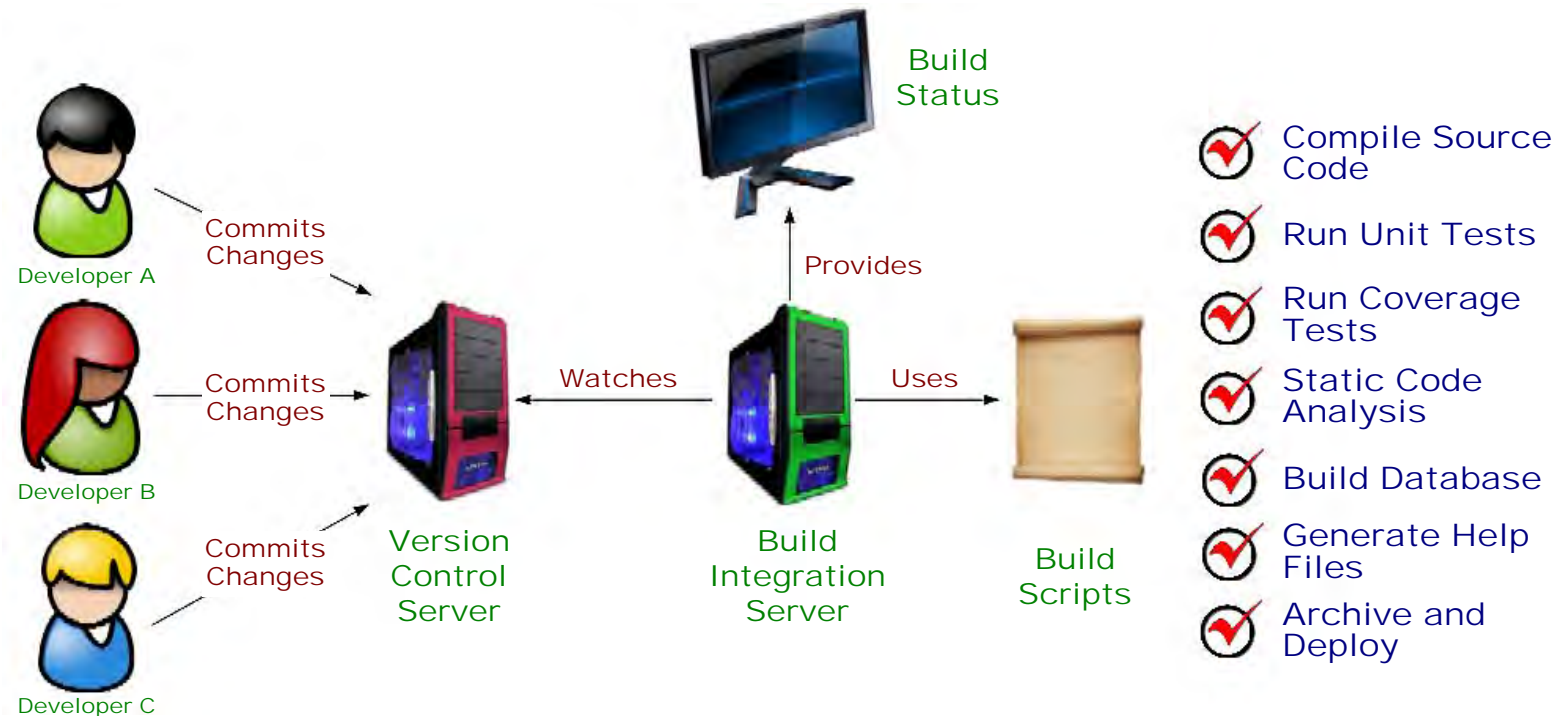 Build
Status
Developer A
Commits
Changes
Provides
Developer B
Commits
Changes
Watches
Uses
Developer C
Commits
Changes
Version
Control
Server
Build
Integration
Server
Build
Scripts
Compile Source
Code
Run Unit Tests
Run Coverage
Tests
Static Code
Analysis
Build Database
Generate Help
Files
Archive and
Deploy